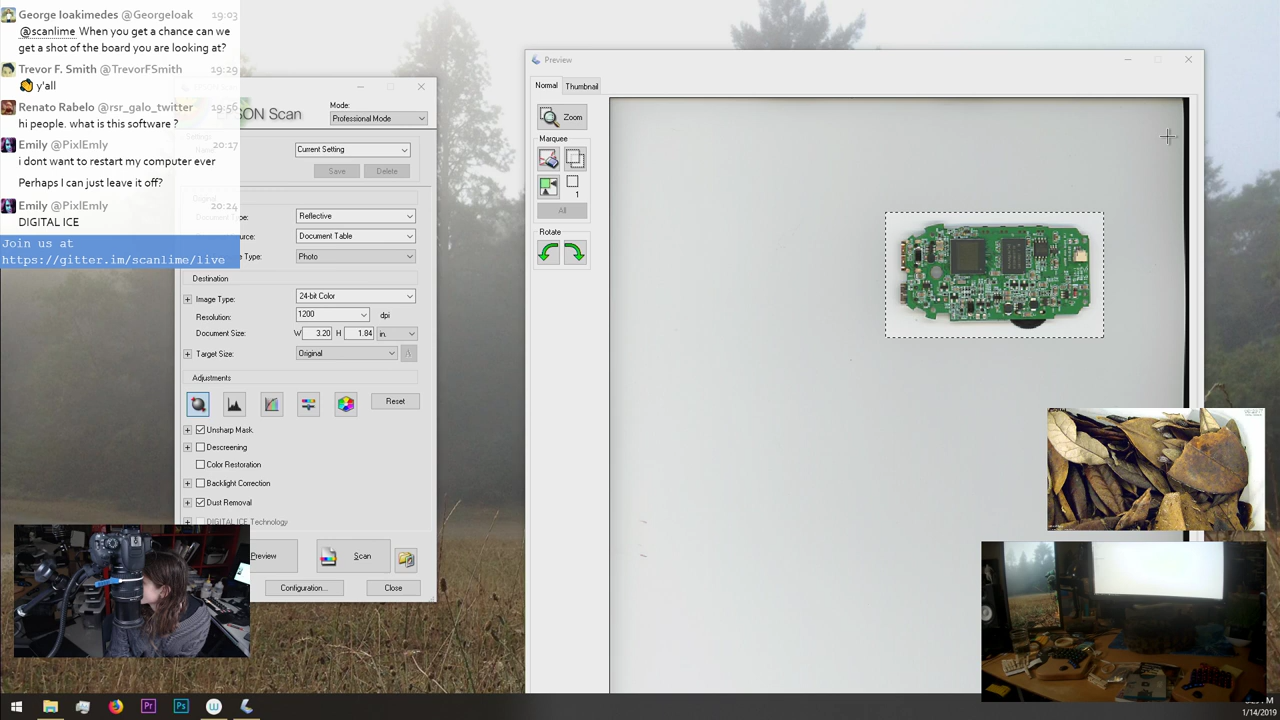 George Ioakimedes @GeorgeIoak 19:03
@scanlime When you get a chance can we
get a shot of the board you are looking at?
Trevor F. Smith @TrevorFSmith 19:29
👋 y'all
Renato Rabelo @rsr_galo_twitter 19:56
hi people. what is this software ?
Emily @PixlEmly 20:17
i dont want to restart my computer ever
Perhaps I can just leave it off?
Emily @PixlEmly 20:24
DIGITAL ICE
Join us at
https://gitter.im/scanlime/live
SON Scan
Mode:
Professional Mode
Current Setting
Save Delete
Reflective
Document Table
Photo
Destination
Image Type: 24-bit Color
Resolution: 1200 dpi
Document Size: W 3.20 H 1.84 in.
Target Size: Original
Adjustments
Reset
Unsharp Mask
Descreening
Color Restoration
Backlight Correction
Dust Removal
DIGITAL ICE Technology
Preview Scan
Configuration... Close
Preview
Normal Thumbnail
Zoom
Marquee
1
All
Rotate
Pr Ps
1/14/2019